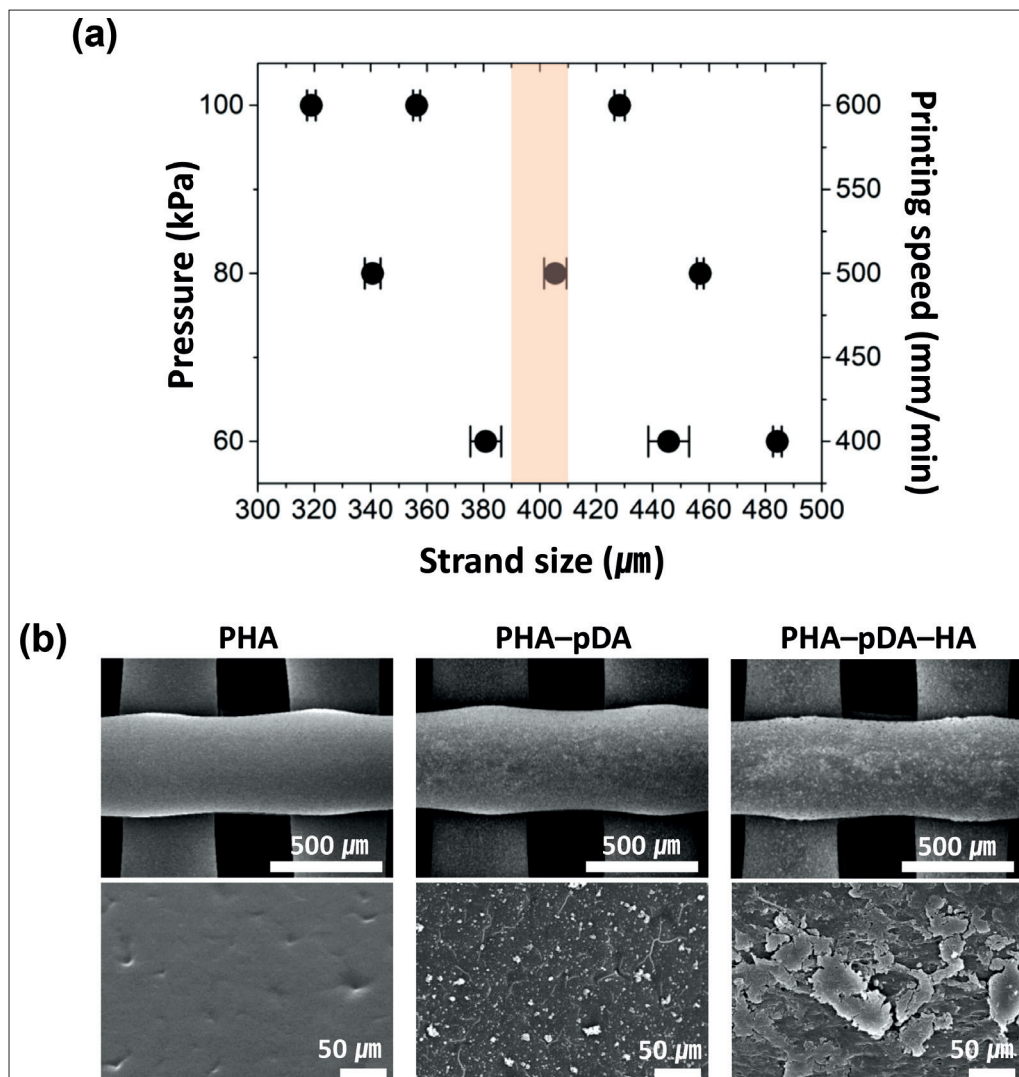 (a)
100
80
60
Pressure (kPa)
600
550
500
450
400
Printing speed (mm/min)
300 320 340 360 380 400 420 440 460 480 500
Strand size (㎛)
(b)
PHA
PHA–pDA
PHA–pDA–HA
500 ㎛
500 ㎛
500 ㎛
50 ㎛
50 ㎛
50 ㎛